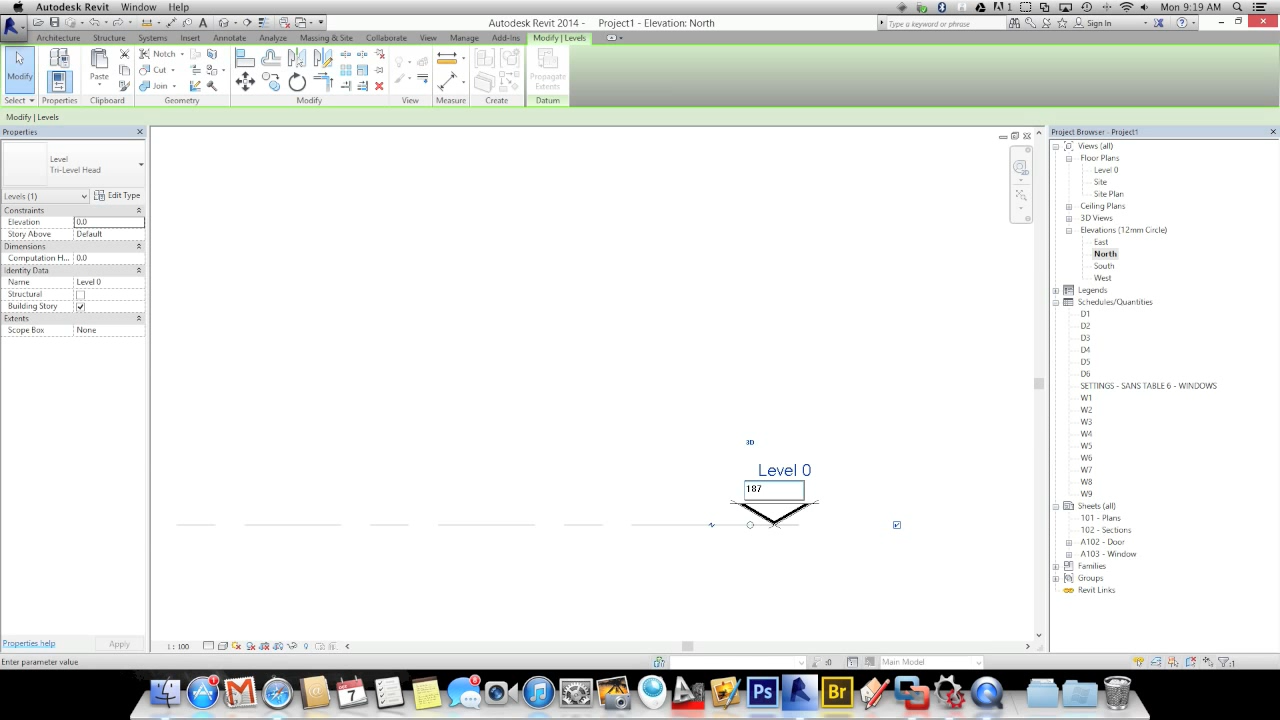 Autodesk Revit Window Help
1 Mon 9:19 AM
Autodesk Revit 2014 - Project1 - Elevation: North
Type a keyword or phrase
Sign In
Architecture Structure Systems Insert Annotate Analyze Massing & Site Collaborate View Manage Add-Ins Modify | Levels
Modify
Paste
Notch
Cut
Join
Propagate Extents
Select Properties Clipboard Geometry Modify View Measure Create Datum
Modify | Levels
Properties
Level
Tri-Level Head
Levels (1)
Edit Type
Constraints
Elevation 0.0
Story Above Default
Dimensions
Computation H... 0.0
Identity Data
Name Level 0
Structural
Building Story
Extents
Scope Box None
Properties help
Apply
3D
Level 0
187
Project Browser - Project1
Views (all)
Floor Plans
Level 0
Site
Site Plan
Ceiling Plans
3D Views
Elevations (12mm Circle)
East
North
South
West
Legends
Schedules/Quantities
D1
D2
D3
D4
D5
D6
SETTINGS - SANS TABLE 6 - WINDOWS
W1
W2
W3
W4
W5
W6
W7
W8
W9
Sheets (all)
101 - Plans
102 - Sections
A102 - Door
A103 - Window
Families
Groups
Revit Links
1 : 100
Enter parameter value
:0
Main Model
:1
7
Ps
Br